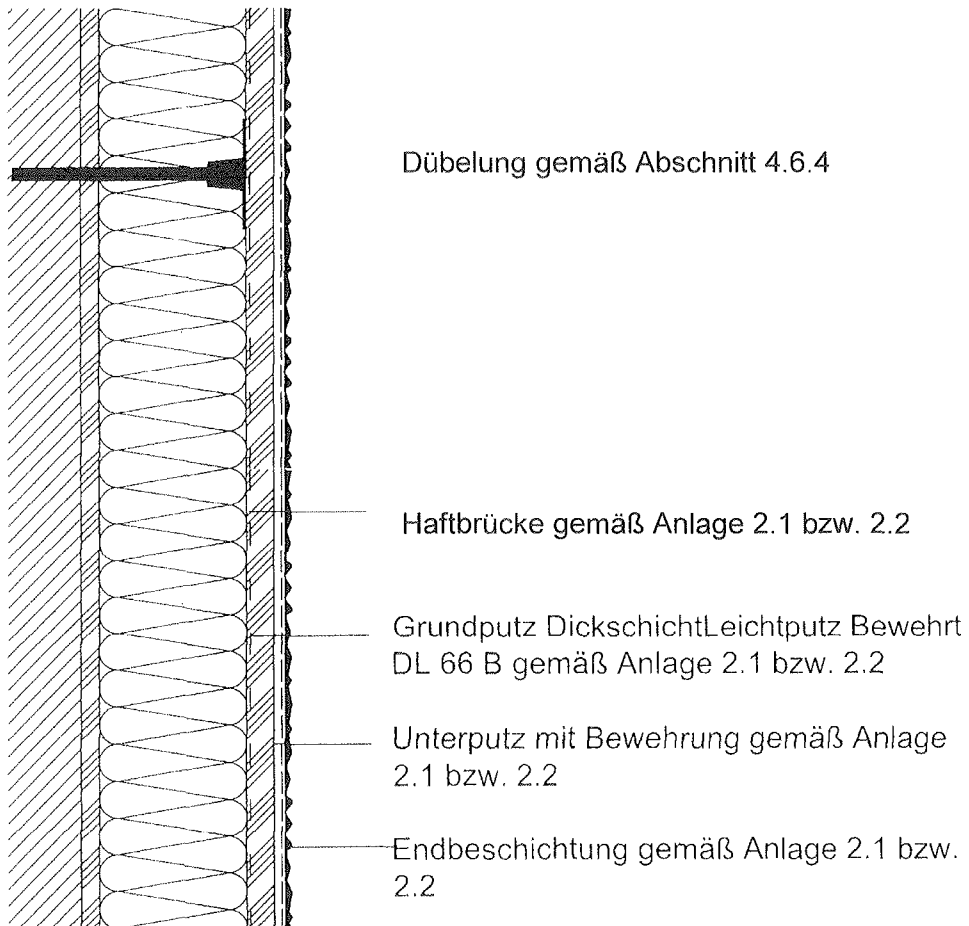 Dübelung gemäß Abschnitt 4.6.4
Haftbrücke gemäß Anlage 2.1 bzw. 2.2
Grundputz DickschichtLeichtputz Bewehrt
DL 66 B gemäß Anlage 2.1 bzw. 2.2
Unterputz mit Bewehrung gemäß Anlage
2.1 bzw. 2.2
Endbeschichtung gemäß Anlage 2.1 bzw.
2.2